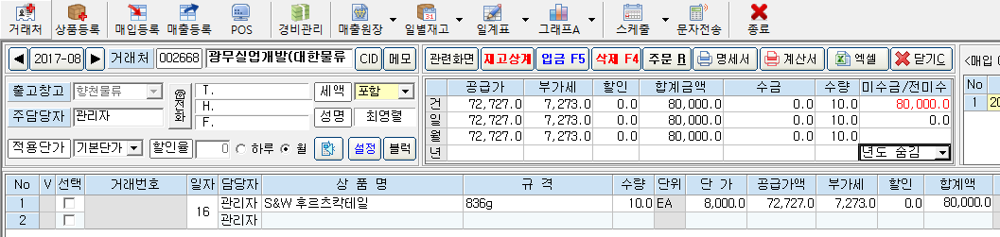 거래처 상품등록 매입등록 매출등록 POS 경비관리 매출원장 일별재고 일계표 그래프A 스케줄 문자전송 종료
2017-08 거래처 002668 광무실업개발(대한물류 CID 메모
관련화면 재고상계 입금 F5 삭제 F4 주문 R 명세서 계산서 엑셀 닫기C
<매입
출고창고 향천물류 ☎전화 T. 세액 포함
H.
주담당자 관리자 F. 성명 최영렬
적용단가 기본단가 할인율 0 하루 월 설정 블럭
공급가 부가세 할인 합계금액 수금 수량 미수금/전미수
건 72,727.0 7,273.0 0.0 80,000.0 0.0 10.0 80,000.0
일 72,727.0 7,273.0 0.0 80,000.0 0.0 10.0 0.0
월 72,727.0 7,273.0 0.0 80,000.0 0.0 10.0
년 년도 숨김
No
1 20
No V 선택 거래번호 일자 담당자 상 품 명 규 격 수량 단위 단 가 공급가액 부가세 할인 합계액
1 16 관리자 S&W 후르츠칵테일 836g 10.0 EA 8,000.0 72,727.0 7,273.0 0.0 80,000.0
2 관리자